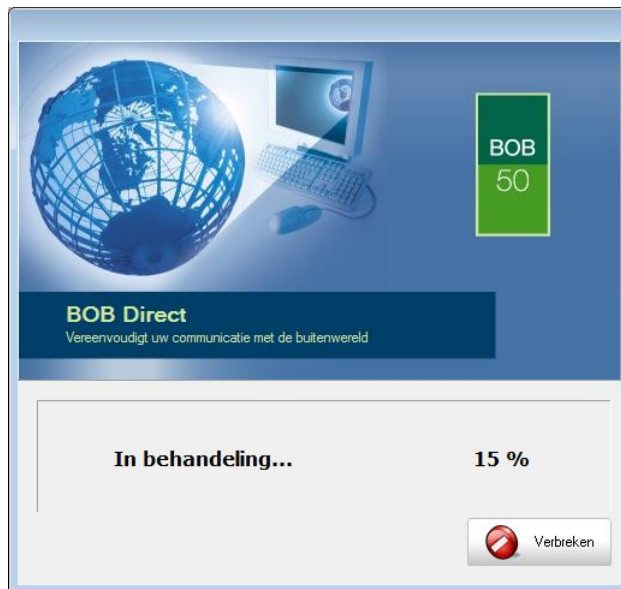 BOB
50
BOB Direct
Vereenvoudigt uw communicatie met de buitenwereld
In behandeling... 15 %
Verbreken